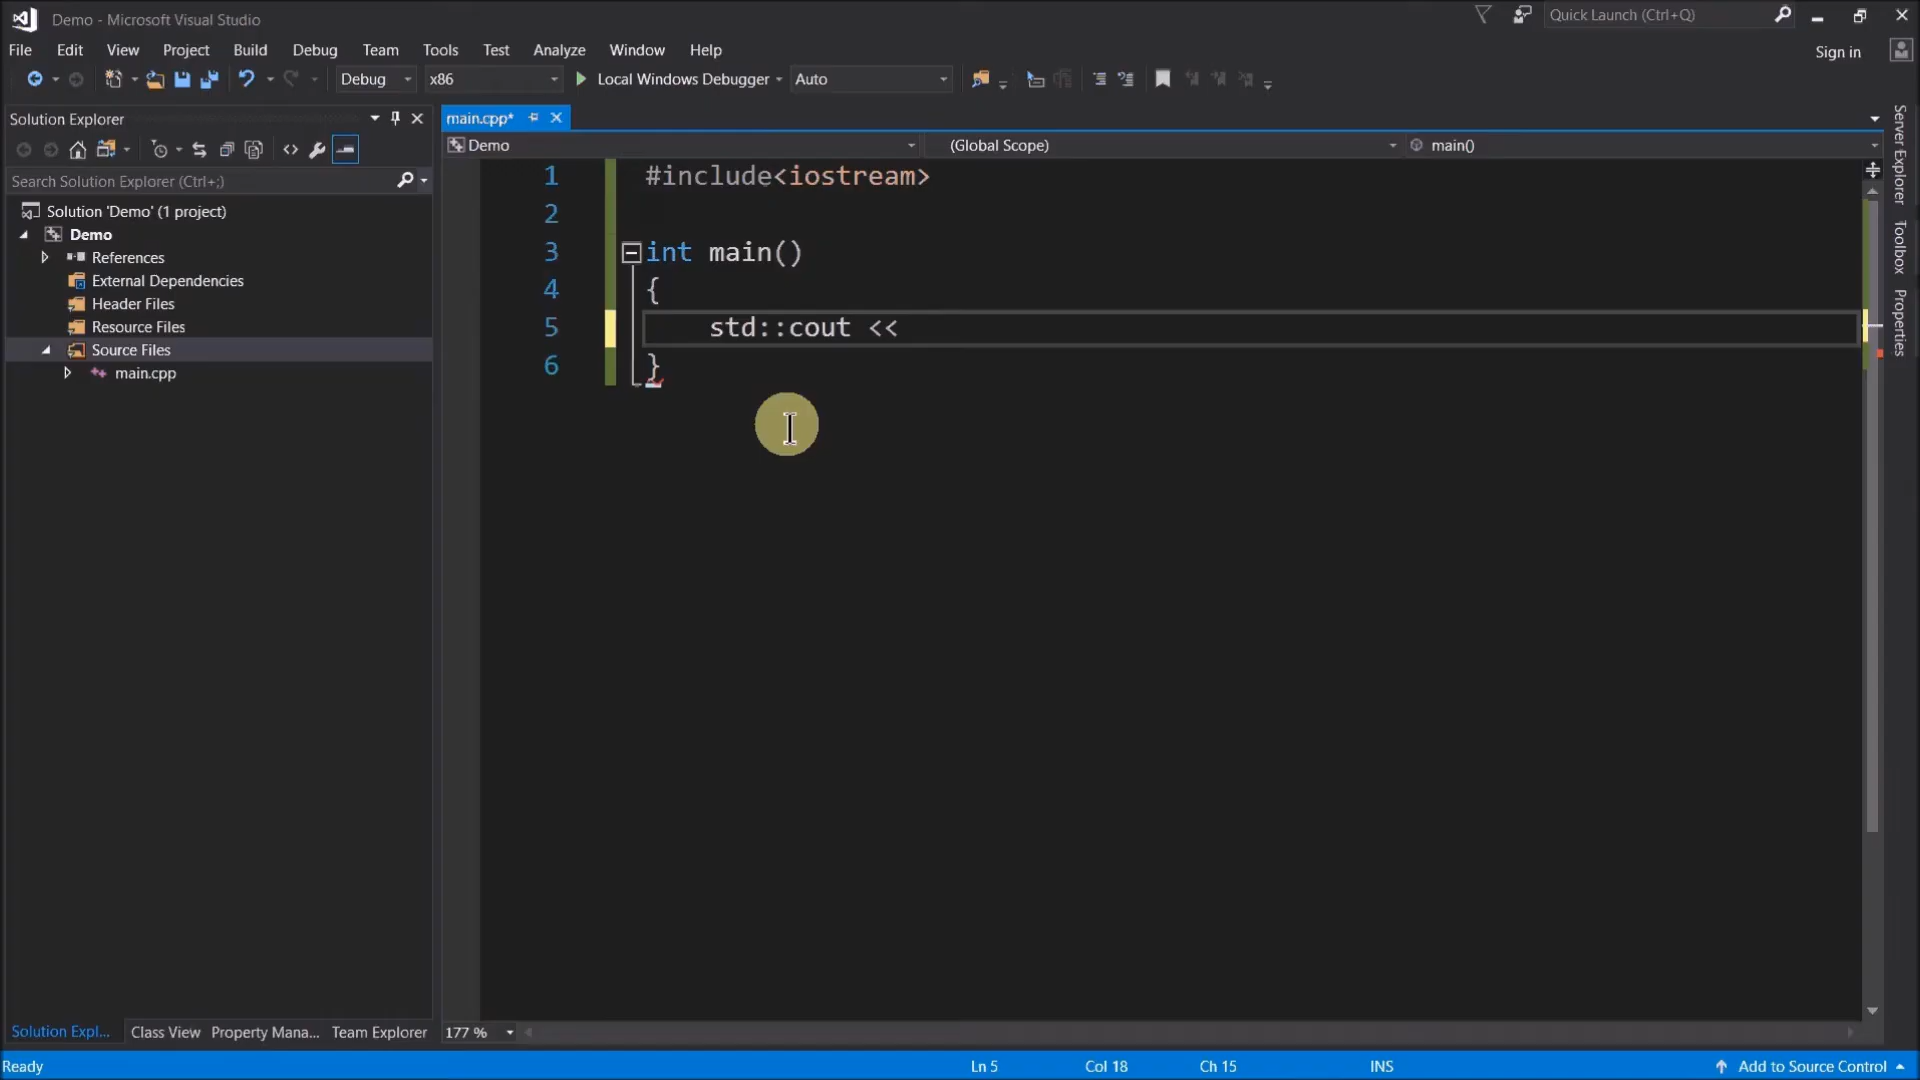 Demo - Microsoft Visual Studio
Quick Launch (Ctrl+Q)
File Edit View Project Build Debug Team Tools Test Analyze Window Help
Sign in
Debug x86 Local Windows Debugger Auto
Solution Explorer
main.cpp*
Demo (Global Scope) main()
Search Solution Explorer (Ctrl+;)
Solution 'Demo' (1 project)
Demo
References
External Dependencies
Header Files
Resource Files
Source Files
main.cpp
1 #include<iostream>
2
3 int main()
4 {
5 std::cout <<
6 }
Server Explorer
Toolbox
Properties
Solution Expl... Class View Property Mana... Team Explorer
177 %
Ready Ln 5 Col 18 Ch 15 INS Add to Source Control